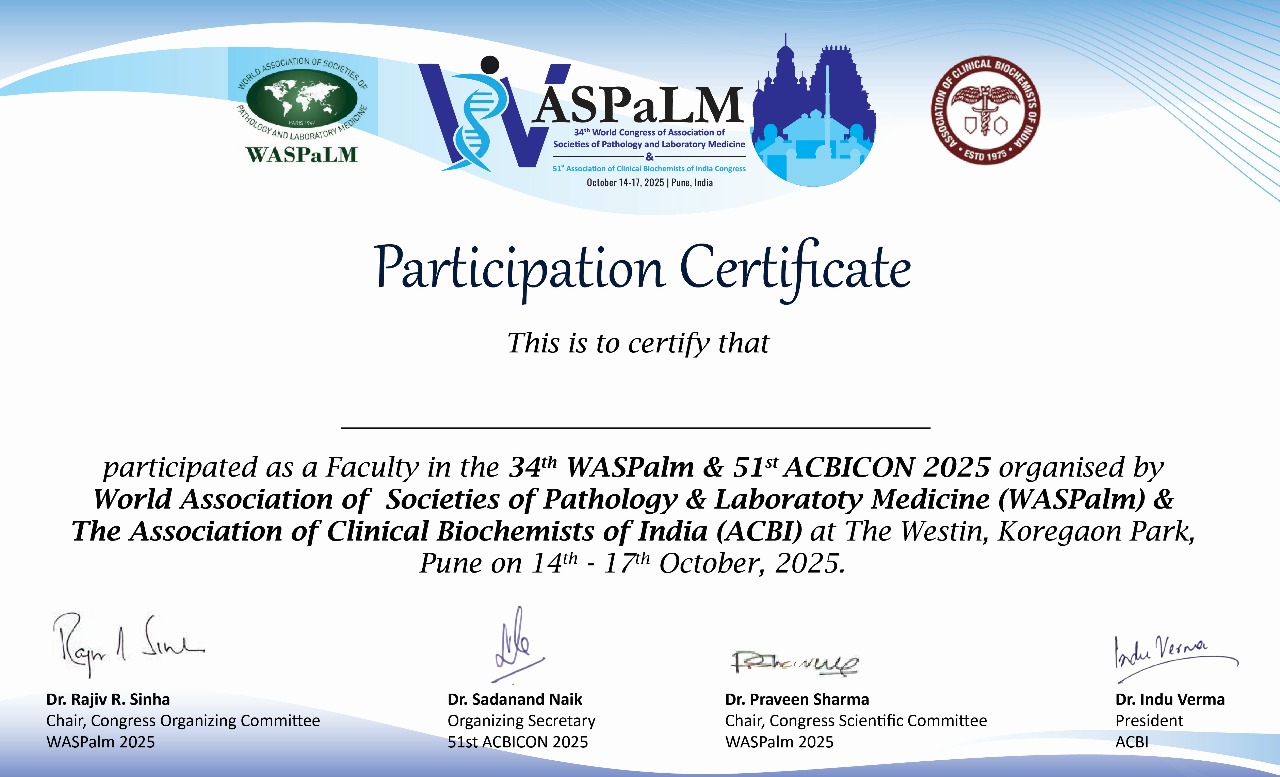 WORLD ASSOCIATION OF SOCIETIES OF
PATHOLOGY AND LABORATORY MEDICINE
PARIS 1947
WASPaLM
WASPaLM
34th World Congress of Association of
Societies of Pathology and Laboratory Medicine
&
51st Association of Clinical Biochemists of India Congress
October 14-17, 2025 | Pune, India
ASSOCIATION OF CLINICAL BIOCHEMISTS OF INDIA
ESTD 1975
Participation Certificate
This is to certify that
participated as a Faculty in the 34th WASPalm & 51st ACBICON 2025 organised by
World Association of Societies of Pathology & Laboratoty Medicine (WASPalm) &
The Association of Clinical Biochemists of India (ACBI) at The Westin, Koregaon Park,
Pune on 14th - 17th October, 2025.
Rajiv R Sinha
Indu Verma
Dr. Rajiv R. Sinha
Chair, Congress Organizing Committee
WASPalm 2025
Dr. Sadanand Naik
Organizing Secretary
51st ACBICON 2025
Dr. Praveen Sharma
Chair, Congress Scientific Committee
WASPalm 2025
Dr. Indu Verma
President
ACBI